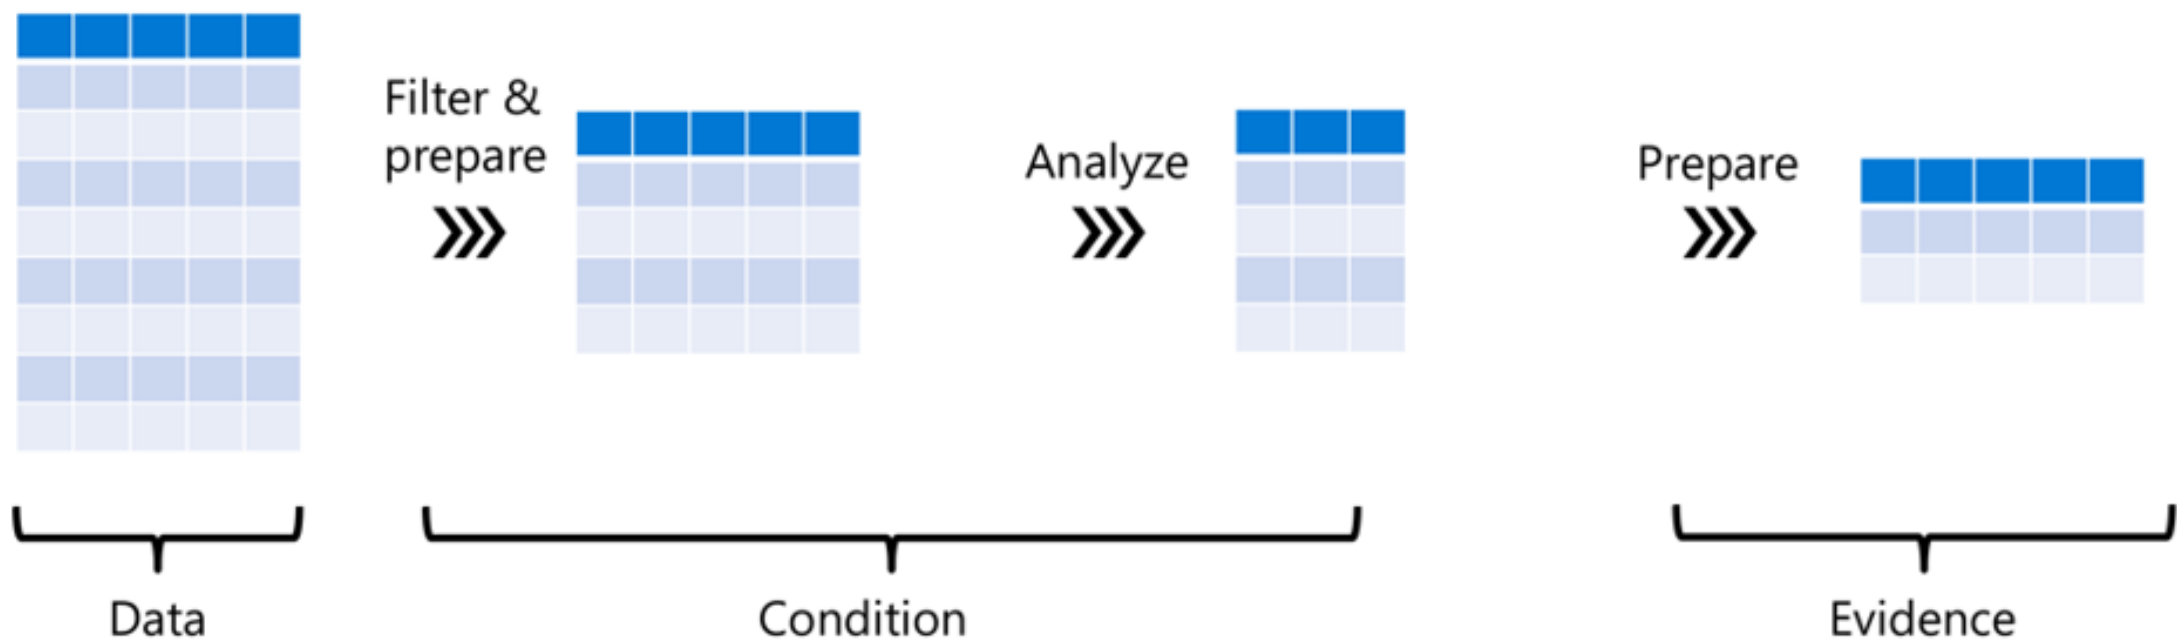 Filter &
prepare
Analyze
Prepare
Data
Condition
Evidence